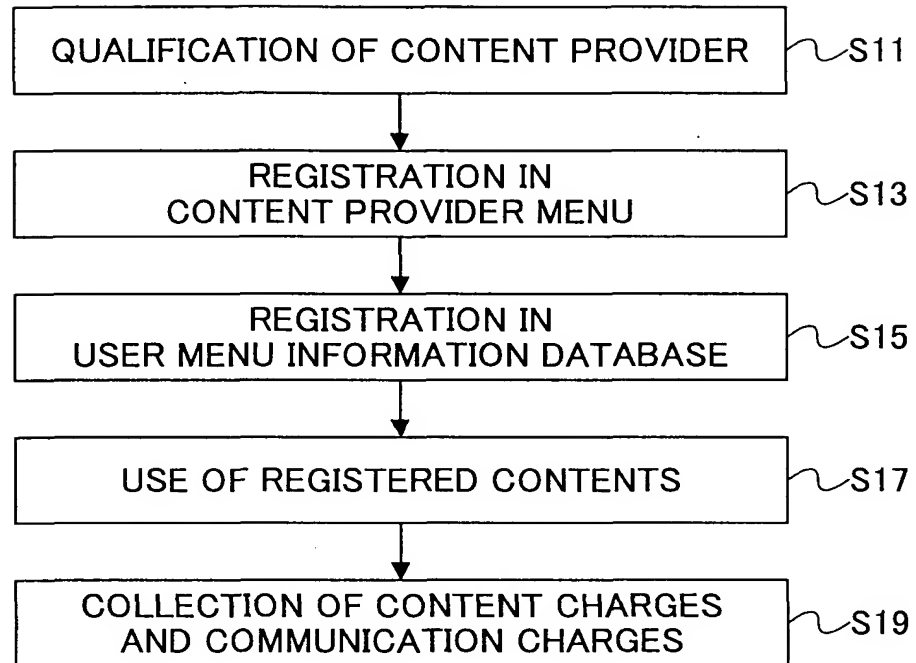 QUALIFICATION OF CONTENT PROVIDER
S11
REGISTRATION IN
CONTENT PROVIDER MENU
S13
REGISTRATION IN
USER MENU INFORMATION DATABASE
S15
USE OF REGISTERED CONTENTS
S17
COLLECTION OF CONTENT CHARGES
AND COMMUNICATION CHARGES
S19